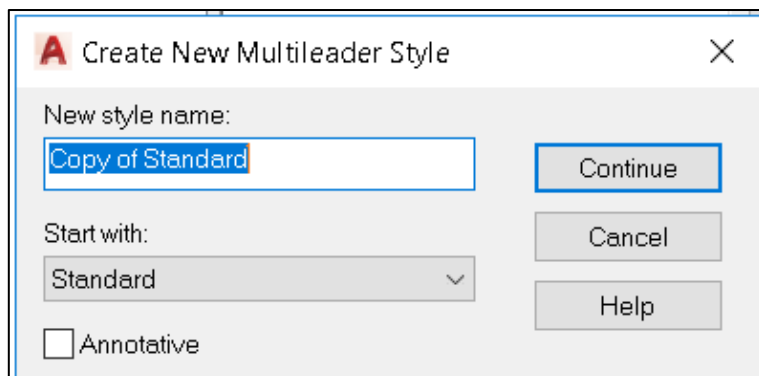 Create New Multileader Style
New style name:
Copy of Standard
Continue
Start with:
Cancel
Standard
Help
Annotative